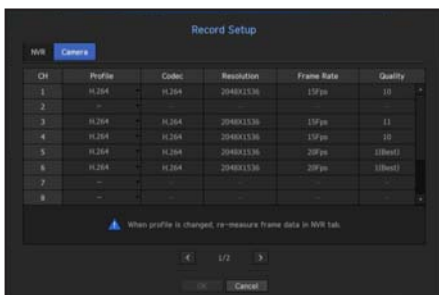 Record Setup
NVR Camera
CH Profile Codec Resolution Frame Rate Quality
1 H.264 H.264 2048X1536 15Fps 10
2 - - - - -
3 H.264 H.264 2048X1536 15Fps 11
4 H.264 H.264 2048X1536 15Fps 10
5 H.264 H.264 2048X1536 20Fps 1(Best)
6 H.264 H.264 2048X1536 20Fps 1(Best)
7 - - - - -
8 - - - - -
When profile is changed, re-measure frame data in NVR tab.
< 1/2 >
OK Cancel